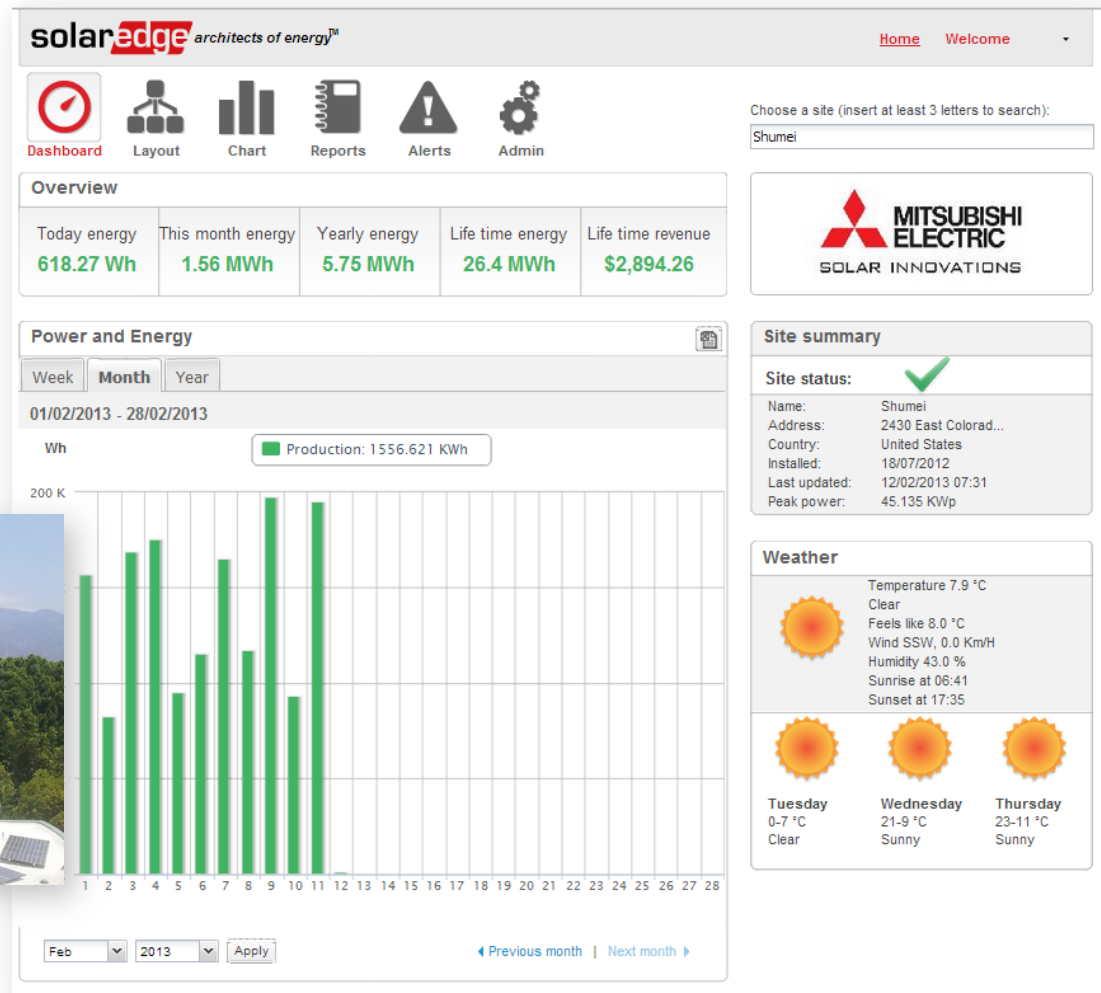 solaredge architects of energy™
Home Welcome
Dashboard Layout Chart Reports Alerts Admin
Choose a site (insert at least 3 letters to search):
Shumei
Overview
Today energy This month energy Yearly energy Life time energy Life time revenue
618.27 Wh 1.56 MWh 5.75 MWh 26.4 MWh $2,894.26
MITSUBISHI
ELECTRIC
SOLAR INNOVATIONS
Power and Energy
Week Month Year
01/02/2013 - 28/02/2013
Wh
Production: 1556.621 KWh
200 K
1 2 3 4 5 6 7 8 9 10 11 12 13 14 15 16 17 18 19 20 21 22 23 24 25 26 27 28
Feb 2013 Apply
Previous month | Next month
Site summary
Site status:
Name: Shumei
Address: 2430 East Colorad...
Country: United States
Installed: 18/07/2012
Last updated: 12/02/2013 07:31
Peak power: 45.135 KWp
Weather
Temperature 7.9 °C
Clear
Feels like 8.0 °C
Wind SSW, 0.0 Km/H
Humidity 43.0 %
Sunrise at 06:41
Sunset at 17:35
Tuesday Wednesday Thursday
0-7 °C 21-9 °C 23-11 °C
Clear Sunny Sunny